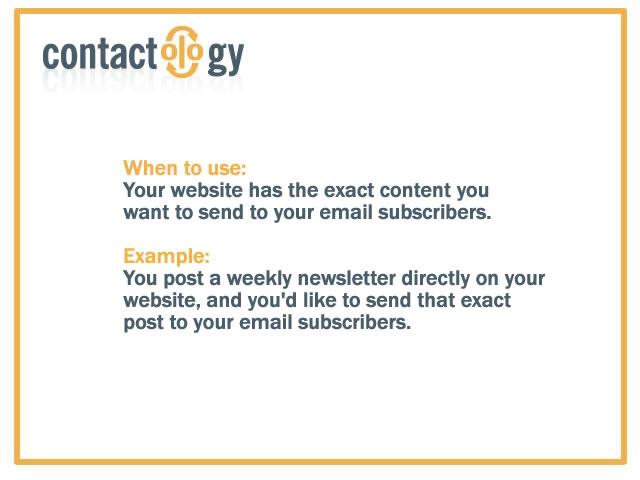 contactology
When to use:
Your website has the exact content you
want to send to your email subscribers.
Example:
You post a weekly newsletter directly on your
website, and you'd like to send that exact
post to your email subscribers.